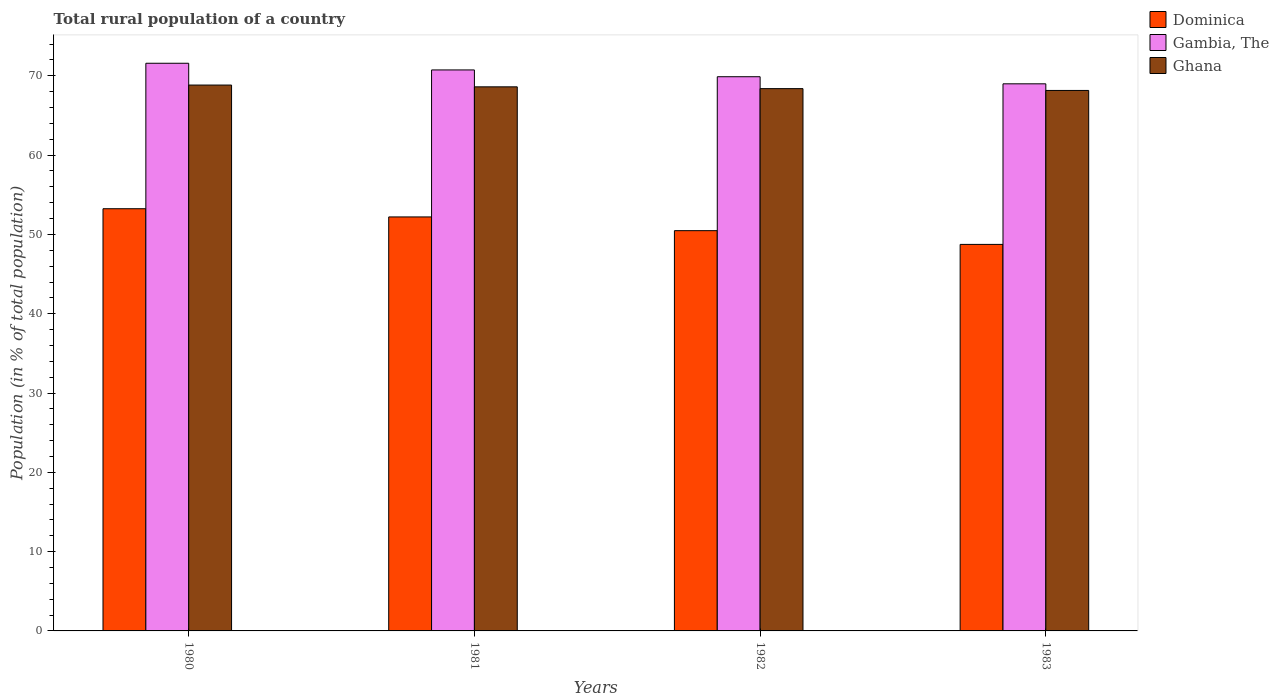 Total rural population of a country
Dominica
Gambia, The
Ghana
Population (in % of total population)
70
60
50
40
30
20
10
0
1980
1981
1982
1983
Years